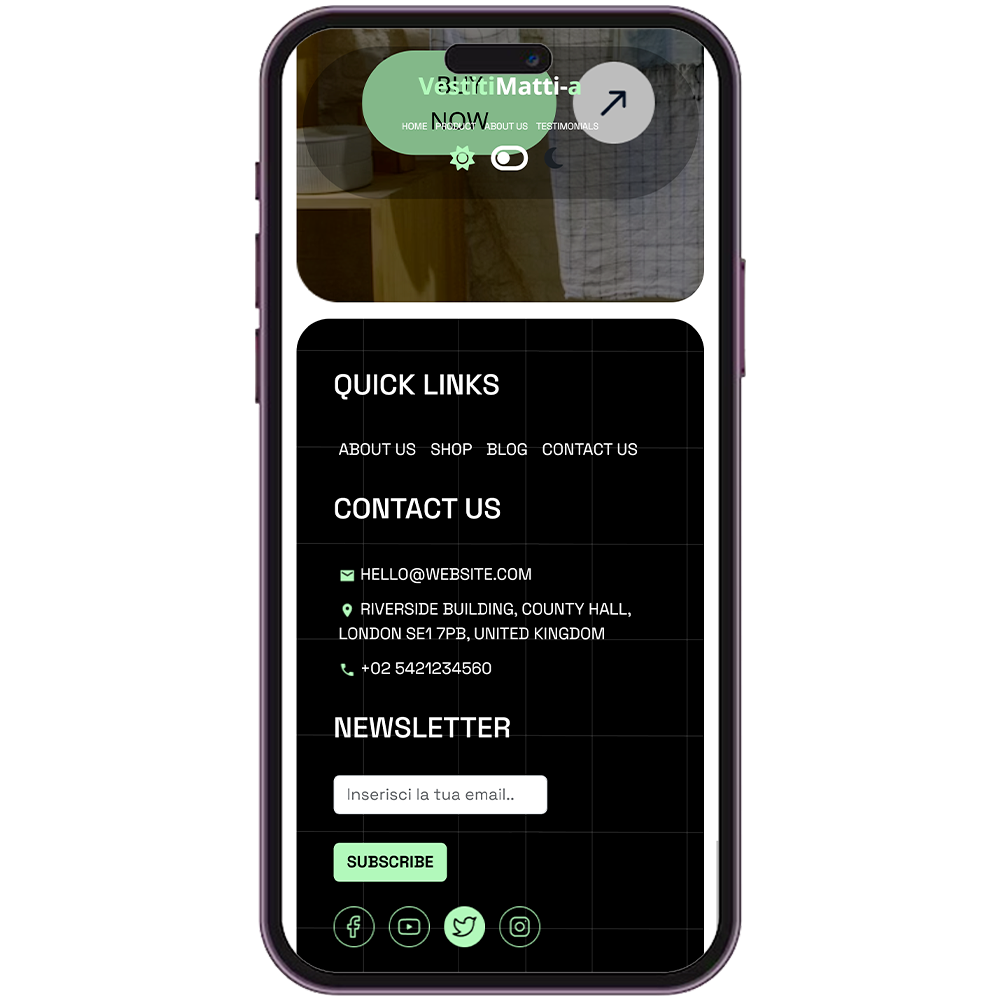 VestitiMatti-a
BUY
NOW
HOME PRODUCT ABOUT US TESTIMONIALS
QUICK LINKS
ABOUT US SHOP BLOG CONTACT US
CONTACT US
HELLO@WEBSITE.COM
RIVERSIDE BUILDING, COUNTY HALL,
LONDON SE1 7PB, UNITED KINGDOM
+02 5421234560
NEWSLETTER
Inserisci la tua email..
SUBSCRIBE